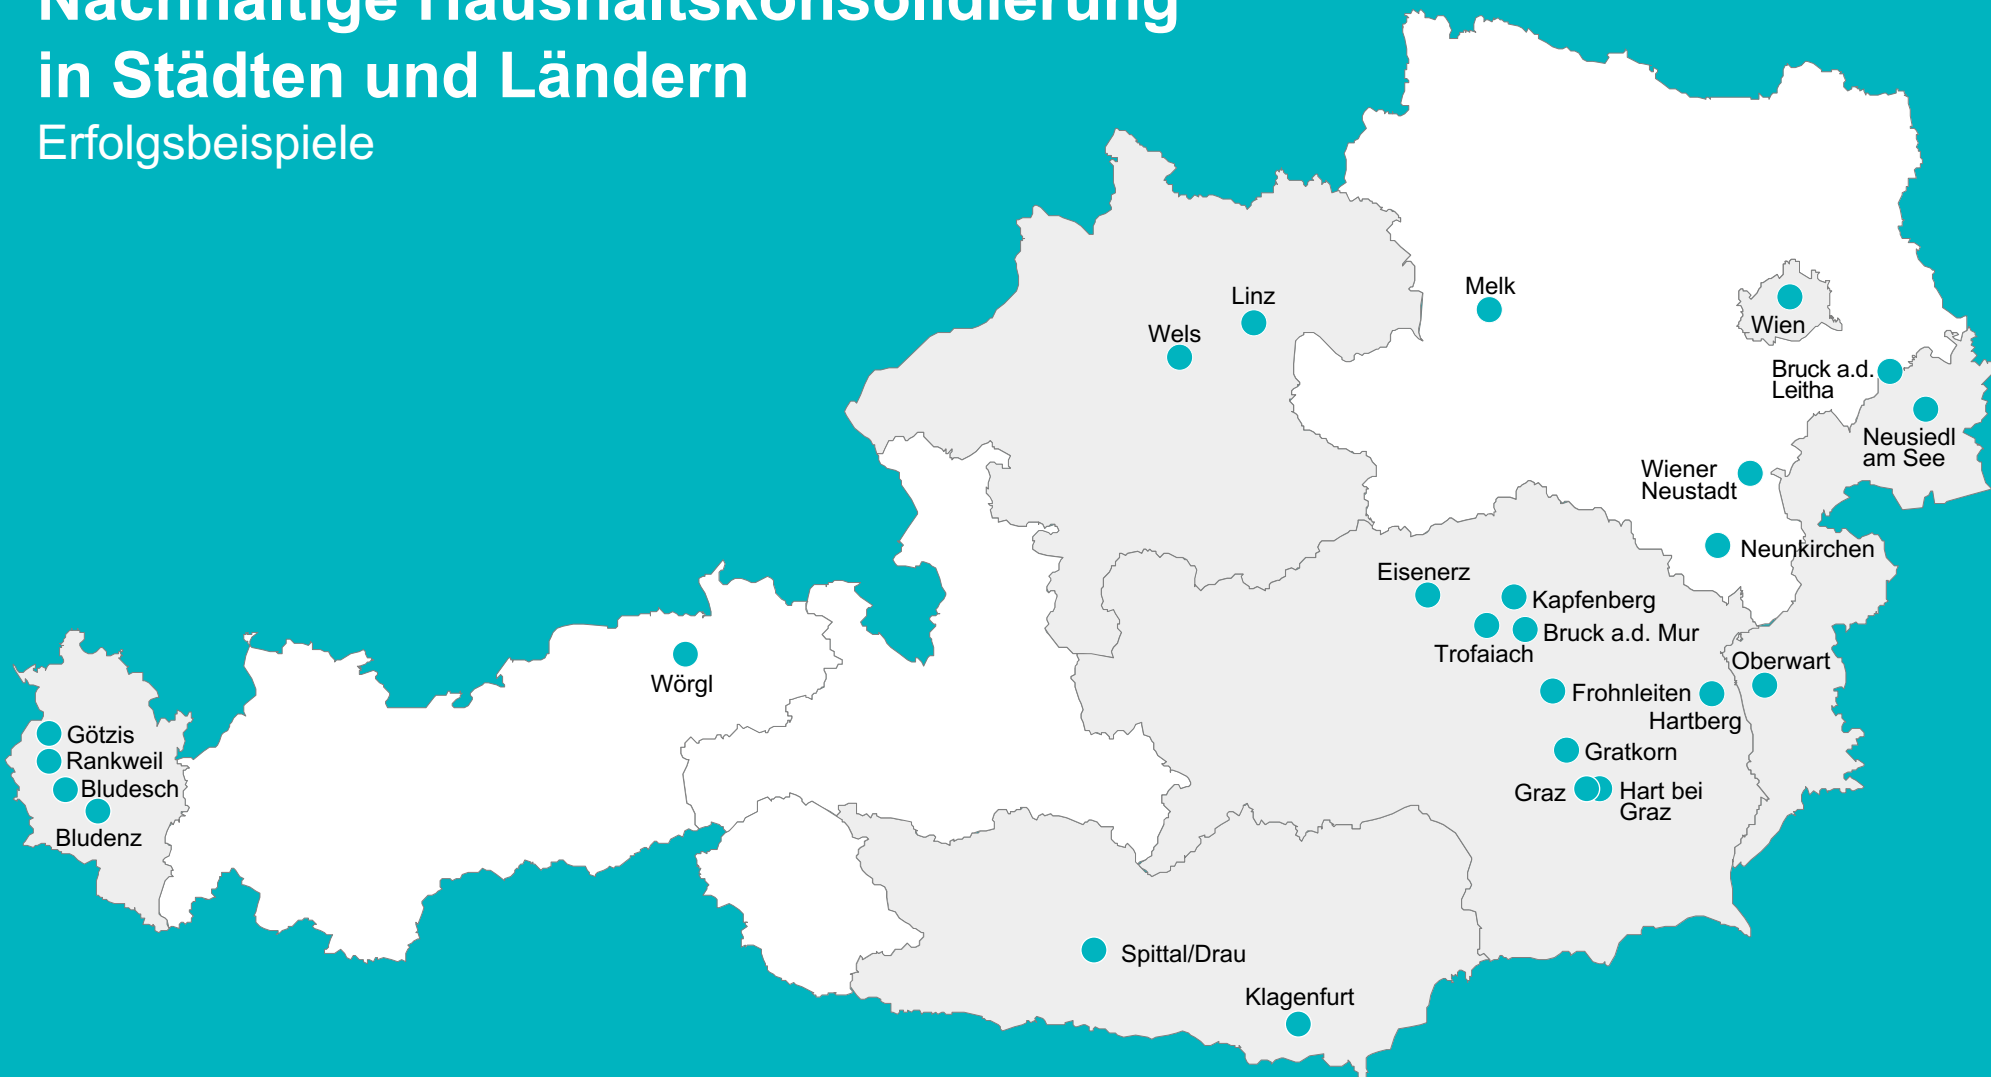 Nachhaltige Haushaltskonsolidierung
in Städten und Ländern
Erfolgsbeispiele
Linz
Wels
Melk
Wien
Bruck a.d.
Leitha
Neusiedl
am See
Wiener
Neustadt
Neunkirchen
Eisenerz
Kapfenberg
Bruck a.d. Mur
Trofaiach
Oberwart
Frohnleiten
Hartberg
Gratkorn
Graz
Hart bei
Graz
Wörgl
Götzis
Rankweil
Bludesch
Bludenz
Spittal/Drau
Klagenfurt